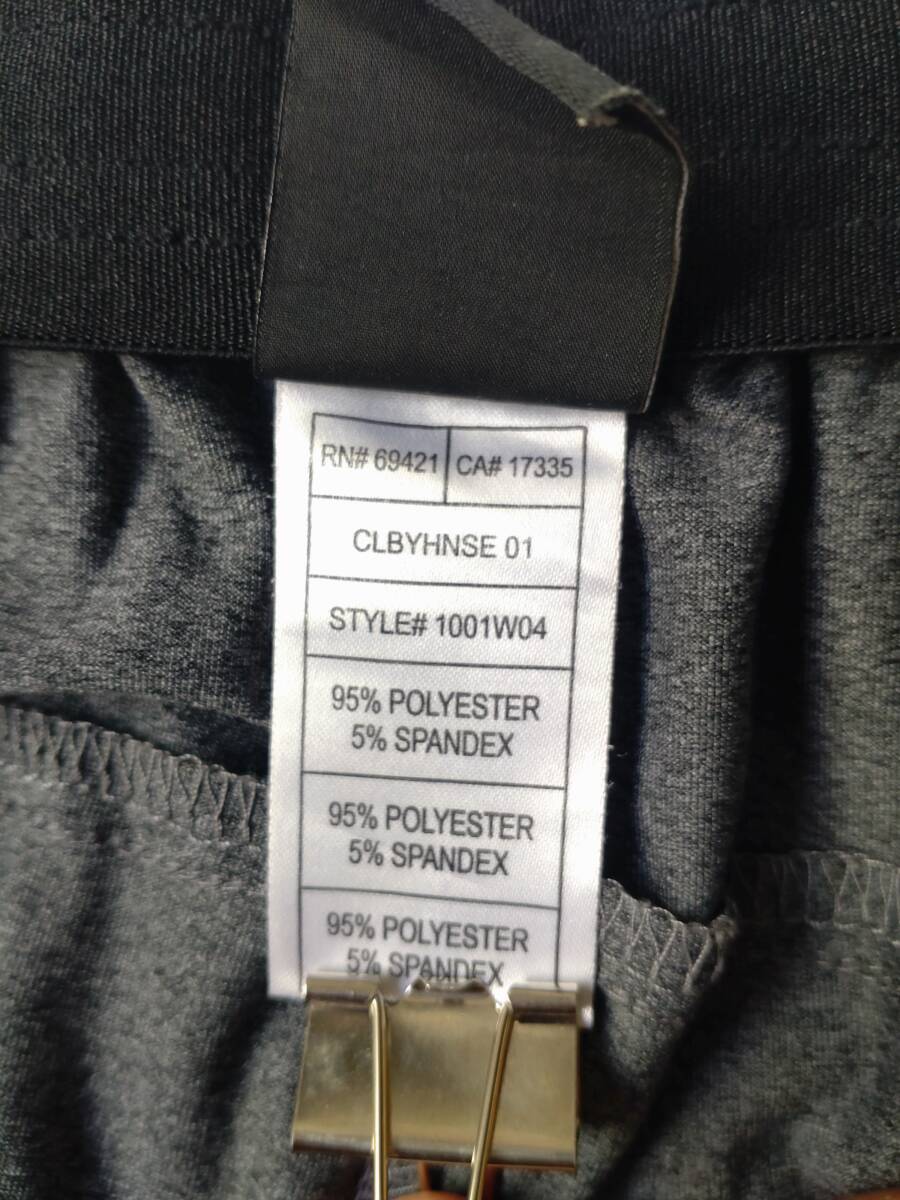 RN# 69421 CA# 17335
CLBYHNSE 01
STYLE# 1001W04
95% POLYESTER
5% SPANDEX
95% POLYESTER
5% SPANDEX
95% POLYESTER
5% SPANDEX